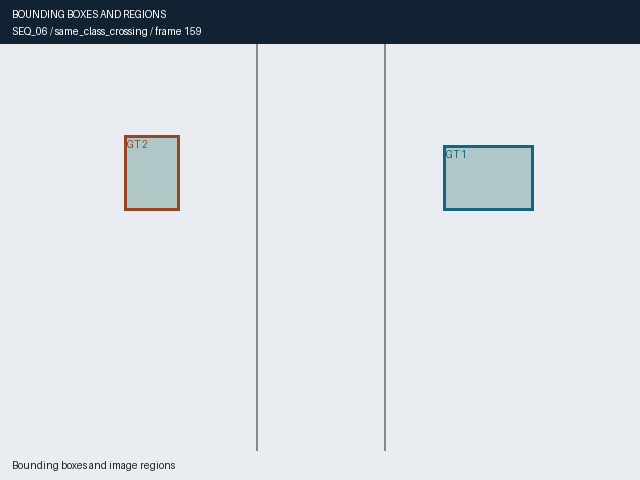 BOUNDING BOXES AND REGIONS
SEQ_06 / same_class_crossing / frame 159
GT2
GT1
Bounding boxes and image regions